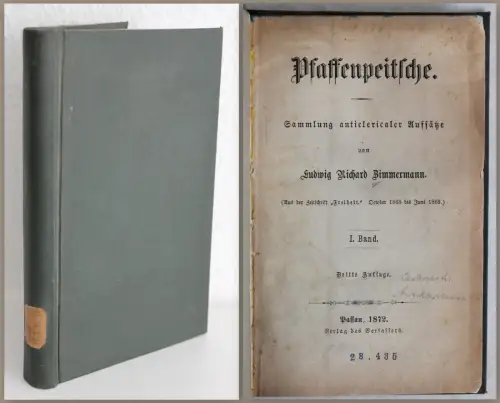 Pfaffenpeitsche.
Sammlung anticlericaler Aufsätze
von
Ludwig Richard Zimmermann.
(Aus der Zeitschrift „Freiheit." October 1868 bis Juni 1869.)
I. Band.
Dritte Auflage.
Passau, 1872.
Verlag des Verfassers.
28.435